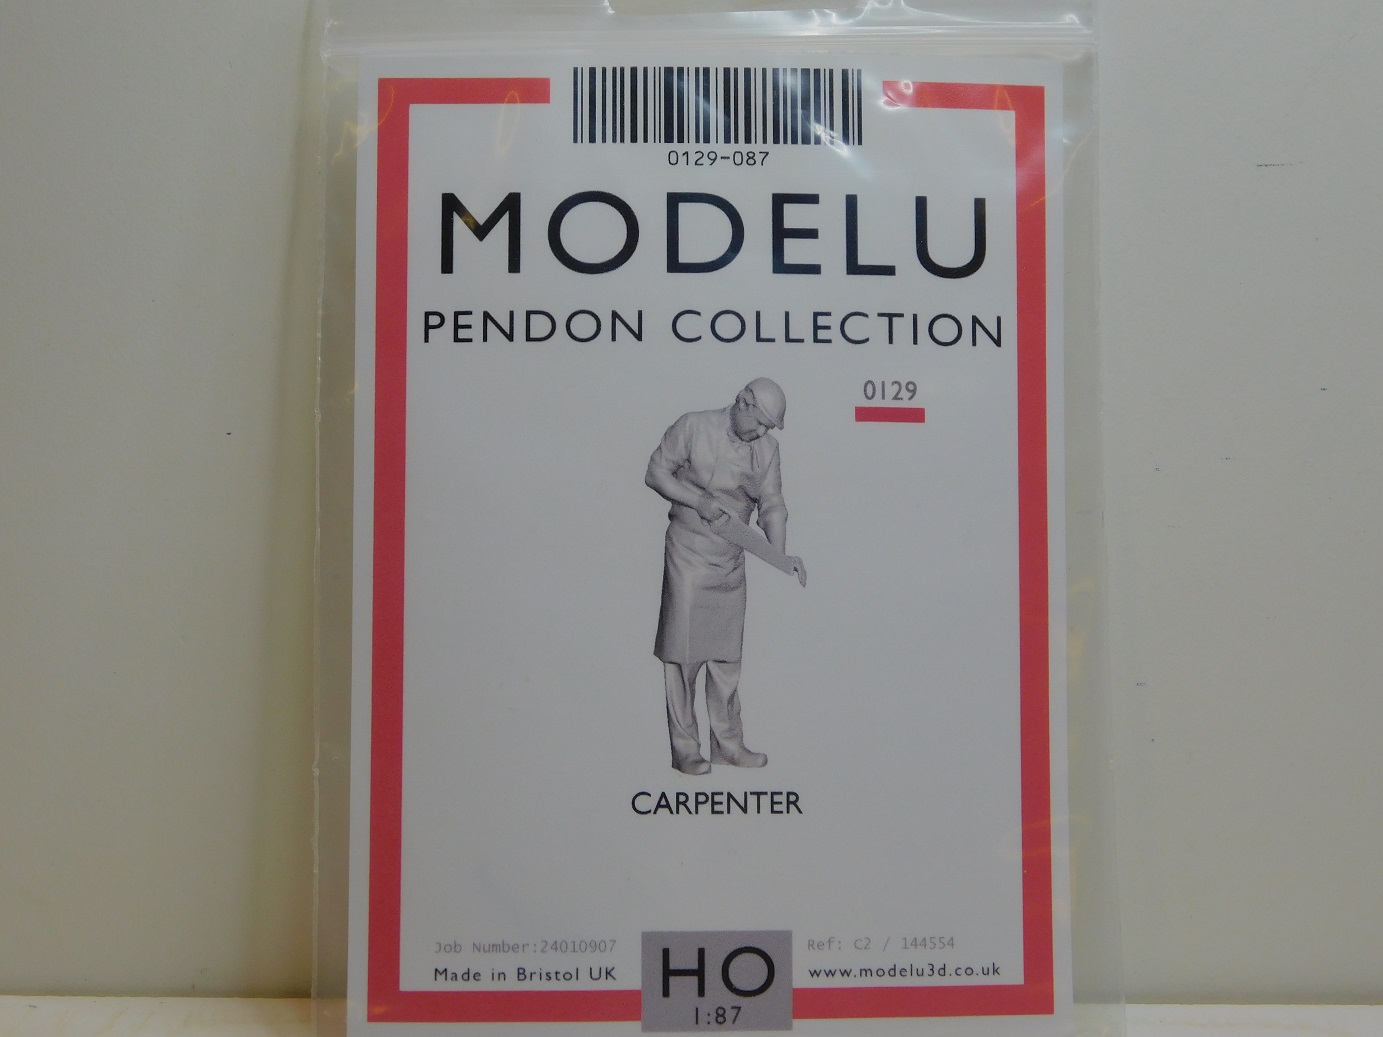 0129-087
MODELU
PENDON COLLECTION
0129
CARPENTER
Job Number:24010907
Made in Bristol UK
HO
1:87
Ref: C2 / 144554
www.modelu3d.co.uk